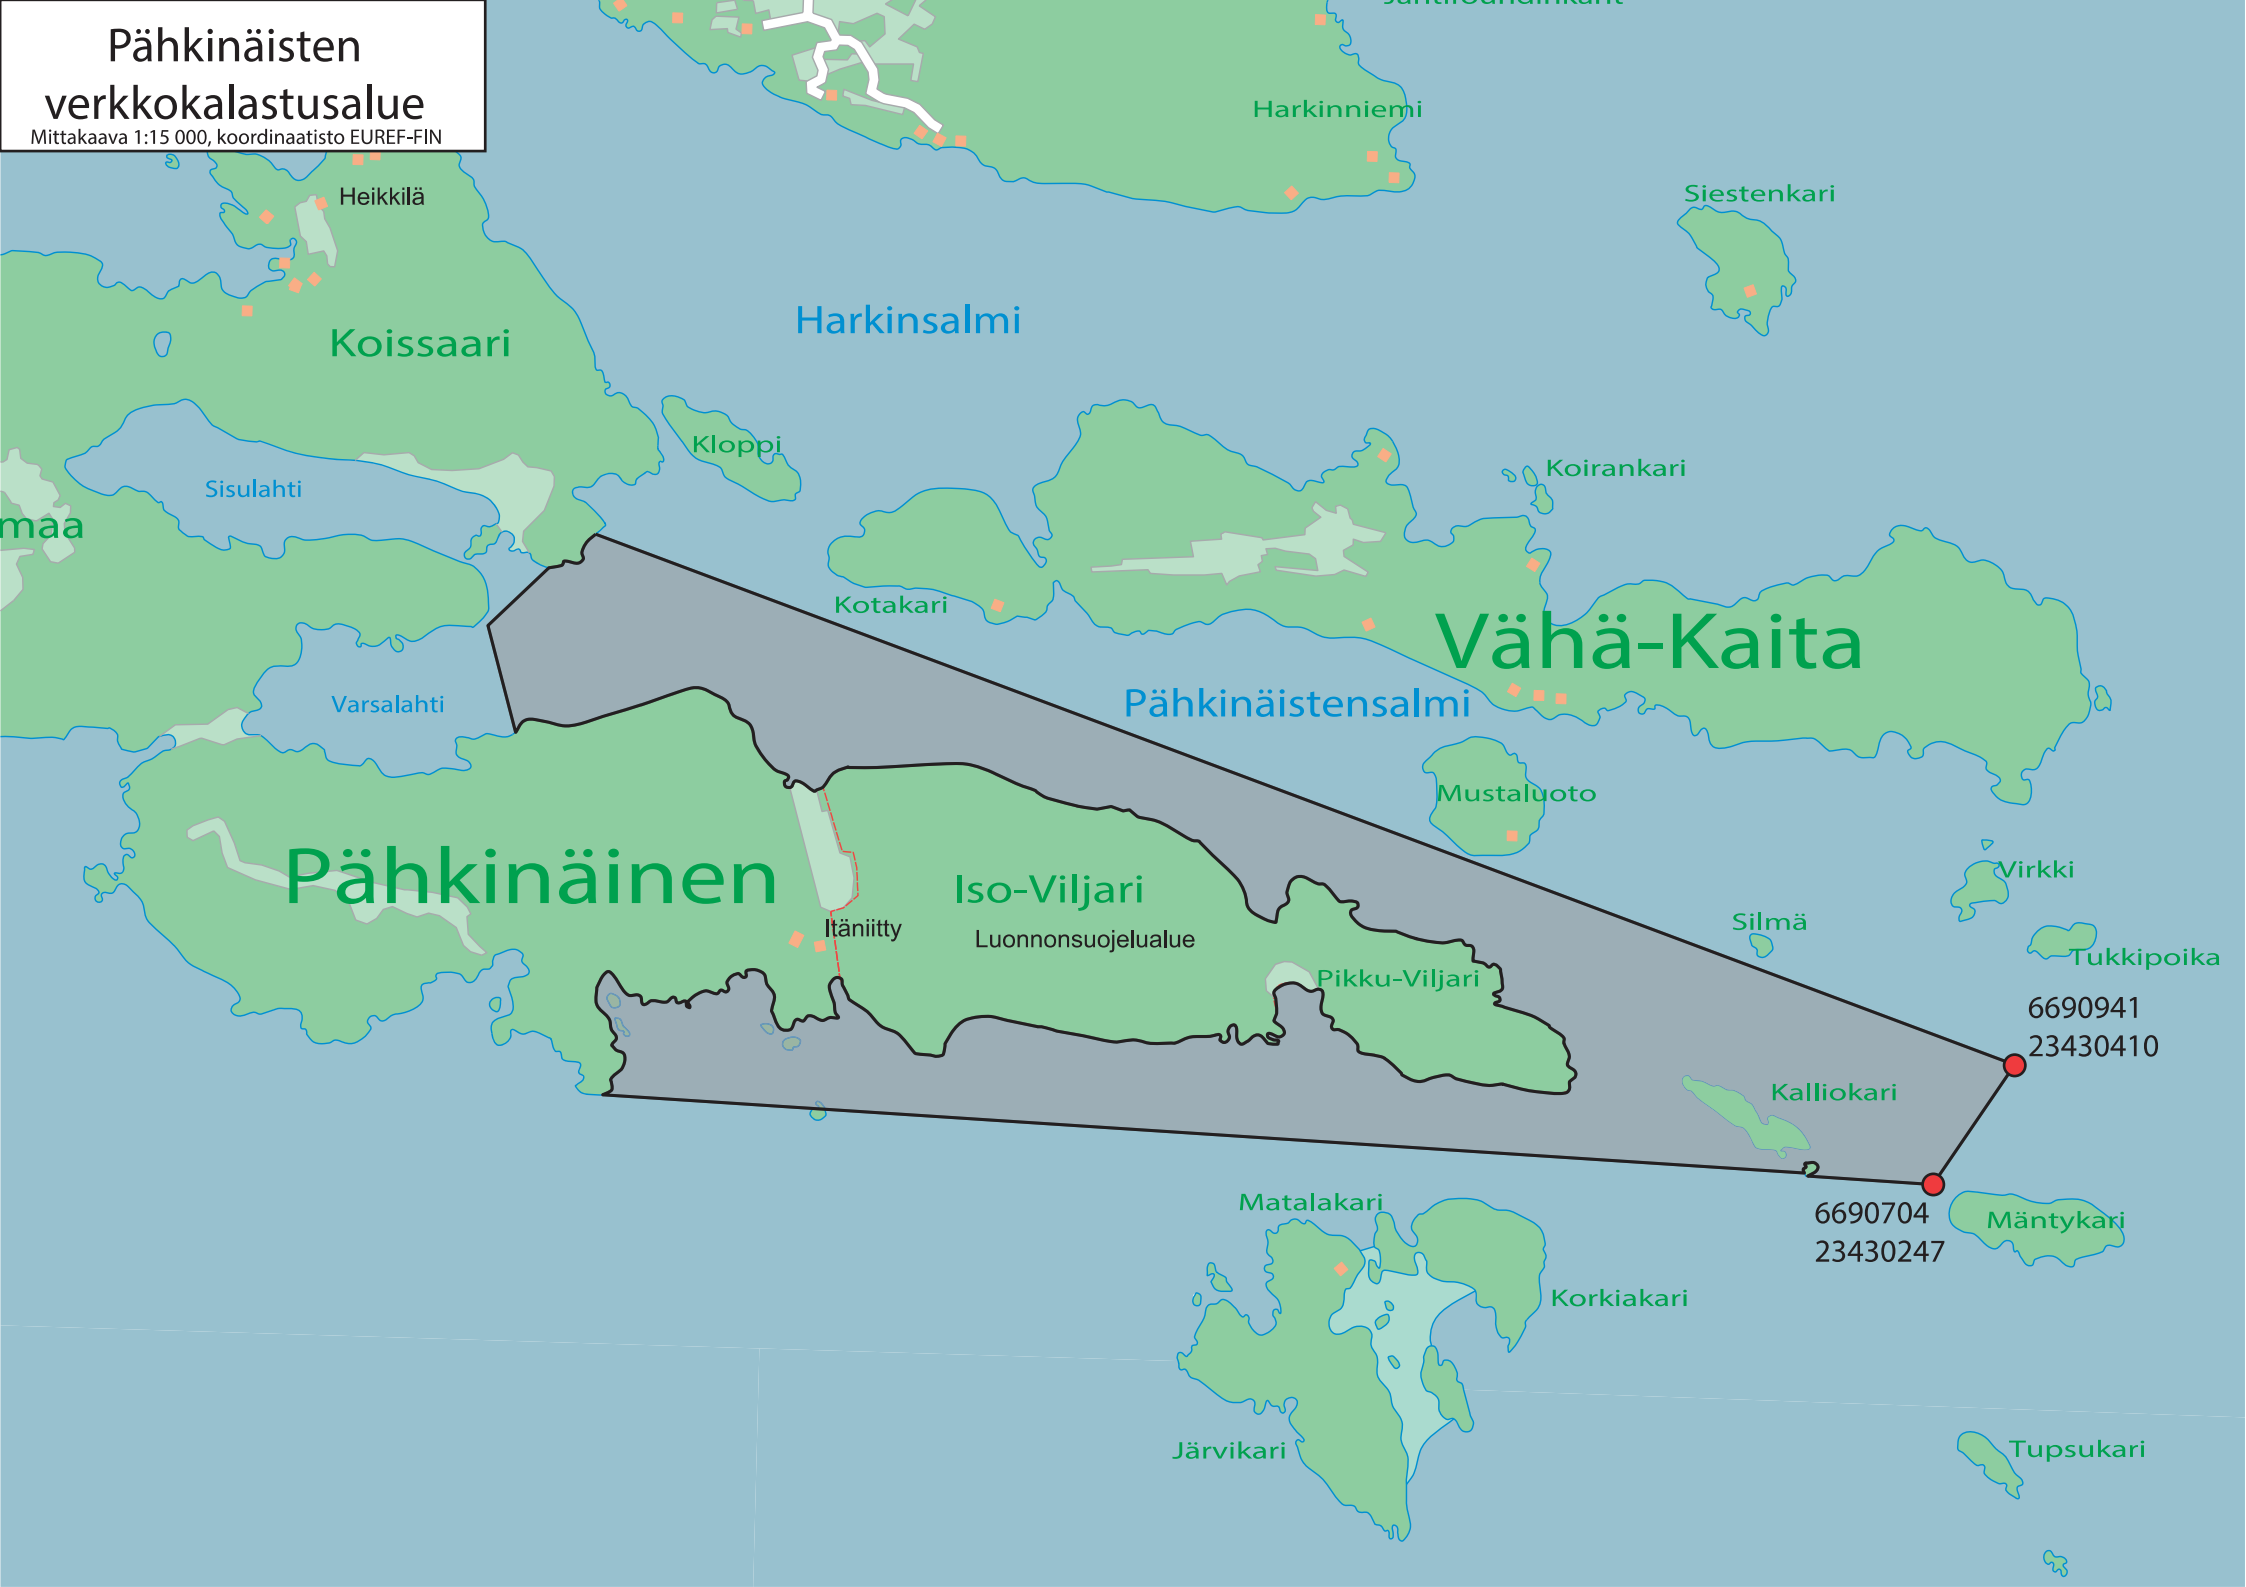 Pähkinäisten
verkkokalastusalue
Mittakaava 1:15 000, koordinaatisto EUREF-FIN
Harkinniemi
Siestenkari
Heikkilä
Harkinsalmi
Koissaari
Kloppi
Koirankari
Sisulahti
maa
Kotakari
Vähä-Kaita
Varsalahti
Pähkinäistensalmi
Mustaluoto
Pähkinäinen
Iso-Viljari
Virkki
Itäniitty
Silmä
Luonnonsuojelualue
Tukkipoika
Pikku-Viljari
6690941
23430410
Kalliokari
Matalakari
6690704
23430247
Mäntykari
Korkiakari
Järvikari
Tupsukari